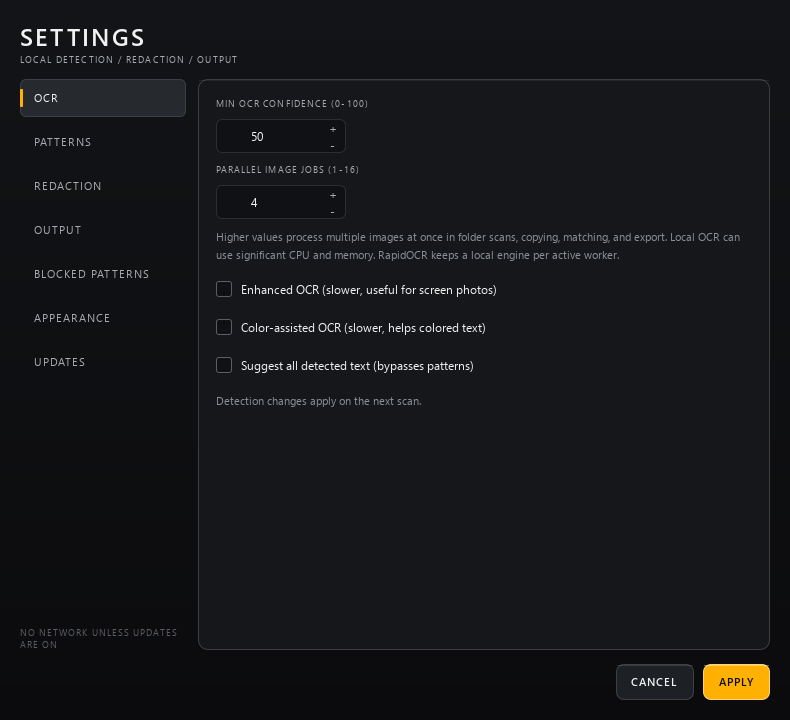 SETTINGS
LOCAL DETECTION / REDACTION / OUTPUT
OCR
PATTERNS
REDACTION
OUTPUT
BLOCKED PATTERNS
APPEARANCE
UPDATES
NO NETWORK UNLESS UPDATES
ARE ON
MIN OCR CONFIDENCE (0-100)
50
+
-
PARALLEL IMAGE JOBS (1-16)
4
+
-
Higher values process multiple images at once in folder scans, copying, matching, and export. Local OCR can
use significant CPU and memory. RapidOCR keeps a local engine per active worker.
Enhanced OCR (slower, useful for screen photos)
Color-assisted OCR (slower, helps colored text)
Suggest all detected text (bypasses patterns)
Detection changes apply on the next scan.
CANCEL
APPLY